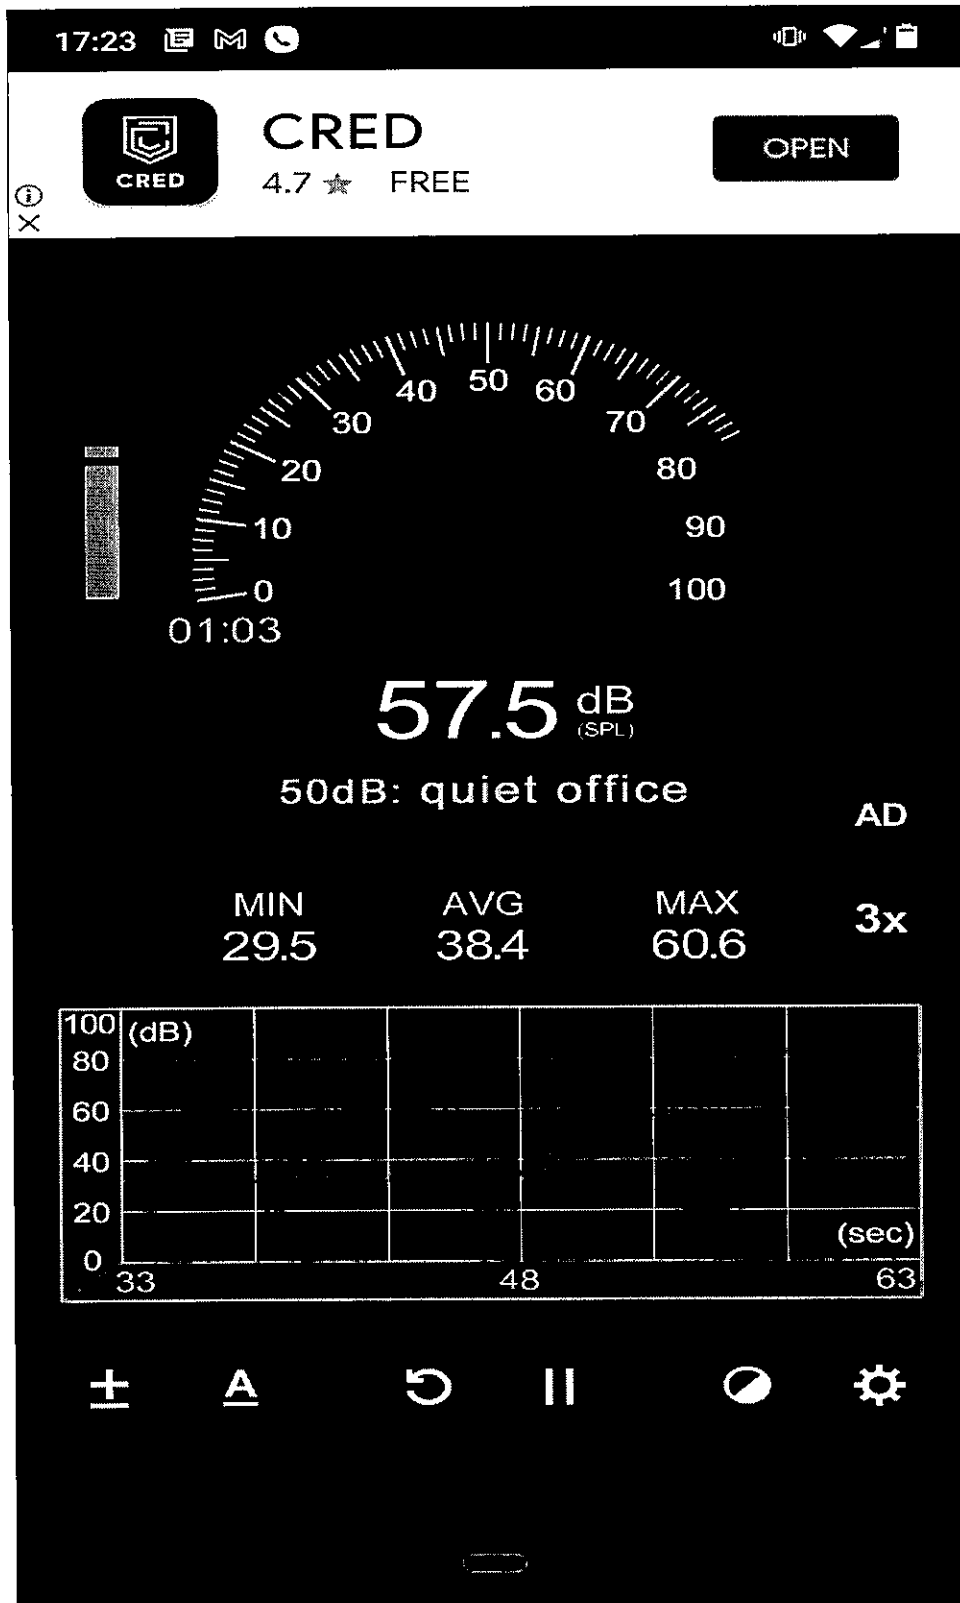 17:23
CRED
CRED
4.7 ★ FREE
OPEN
0
10
20
30
40
50
60
70
80
90
100
01:03
57.5 dB
(SPL)
50dB: quiet office
AD
MIN AVG MAX
29.5 38.4 60.6
3x
100 (dB)
80
60
40
20
0
(sec)
33 48 63
A